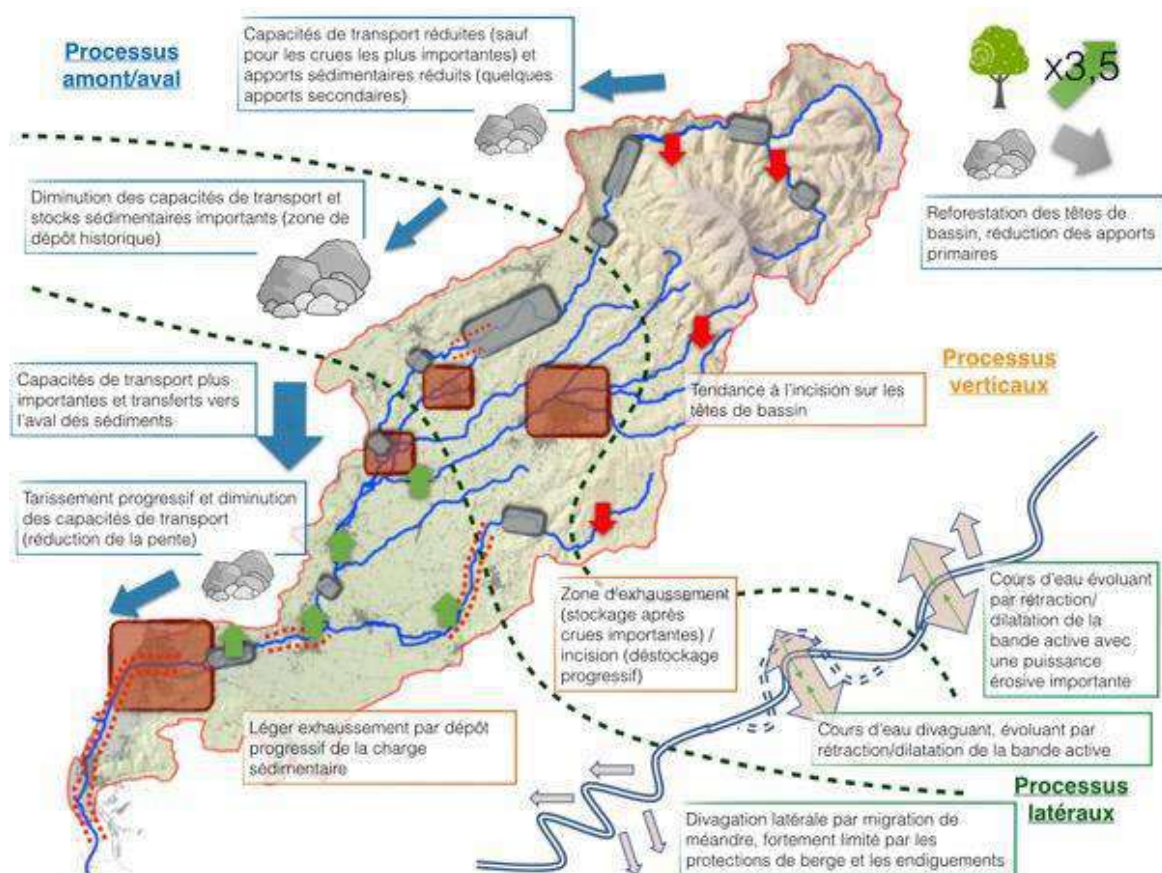 Processus
amont/aval
Capacités de transport réduites (sauf
pour les crues les plus importantes) et
apports sédimentaires réduits (quelques
apports secondaires)
x3,5
Reforestation des têtes de
bassin, réduction des apports
primaires
Diminution des capacités de transport et
stocks sédimentaires importants (zone de
dépôt historique)
Capacités de transport plus
importantes et transferts vers
l'aval des sédiments
Processus
verticaux
Tendance à l'incision sur les
têtes de bassin
Tarissement progressif et diminution
des capacités de transport
(réduction de la pente)
Zone d'exhaussement
(stockage après
crues importantes) /
incision (déstockage
progressif)
Cours d'eau évoluant
par rétraction/
dilatation de la
bande active avec
une puissance
érosive importante
Léger exhaussement par dépôt
progressif de la charge
sédimentaire
Cours d'eau divaguant, évoluant par
rétraction/dilatation de la bande active
Processus
latéraux
Divagation latérale par migration de
méandre, fortement limité par les
protections de berge et les endiguements